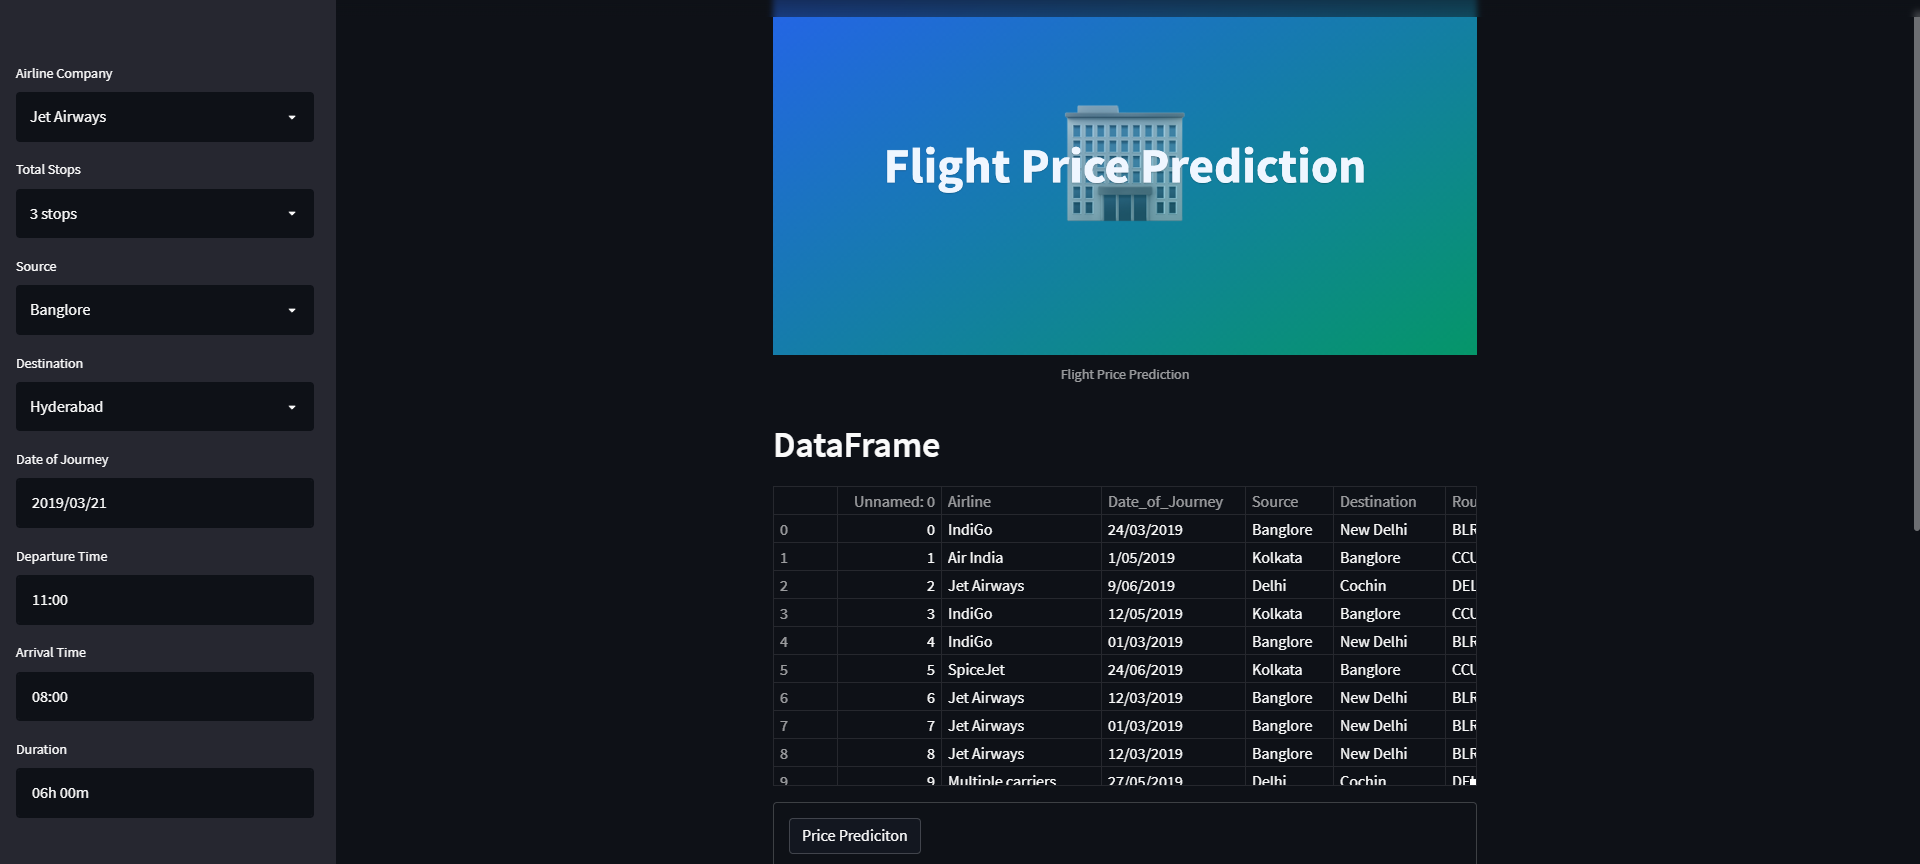 Airline Company
Jet Airways
Total Stops
3 stops
Source
Banglore
Destination
Hyderabad
Date of Journey
2019/03/21
Departure Time
11:00
Arrival Time
08:00
Duration
06h 00m
Flight Price Prediction
Flight Price Prediction
DataFrame
Unnamed: 0 Airline Date_of_Journey Source Destination Rou
0 0 IndiGo 24/03/2019 Banglore New Delhi BLR
1 1 Air India 1/05/2019 Kolkata Banglore CCU
2 2 Jet Airways 9/06/2019 Delhi Cochin DEL
3 3 IndiGo 12/05/2019 Kolkata Banglore CCU
4 4 IndiGo 01/03/2019 Banglore New Delhi BLR
5 5 SpiceJet 24/06/2019 Kolkata Banglore CCU
6 6 Jet Airways 12/03/2019 Banglore New Delhi BLR
7 7 Jet Airways 01/03/2019 Banglore New Delhi BLR
8 8 Jet Airways 12/03/2019 Banglore New Delhi BLR
9 9 Multiple carriers 27/05/2019 Delhi Cochin DEL
Price Prediciton